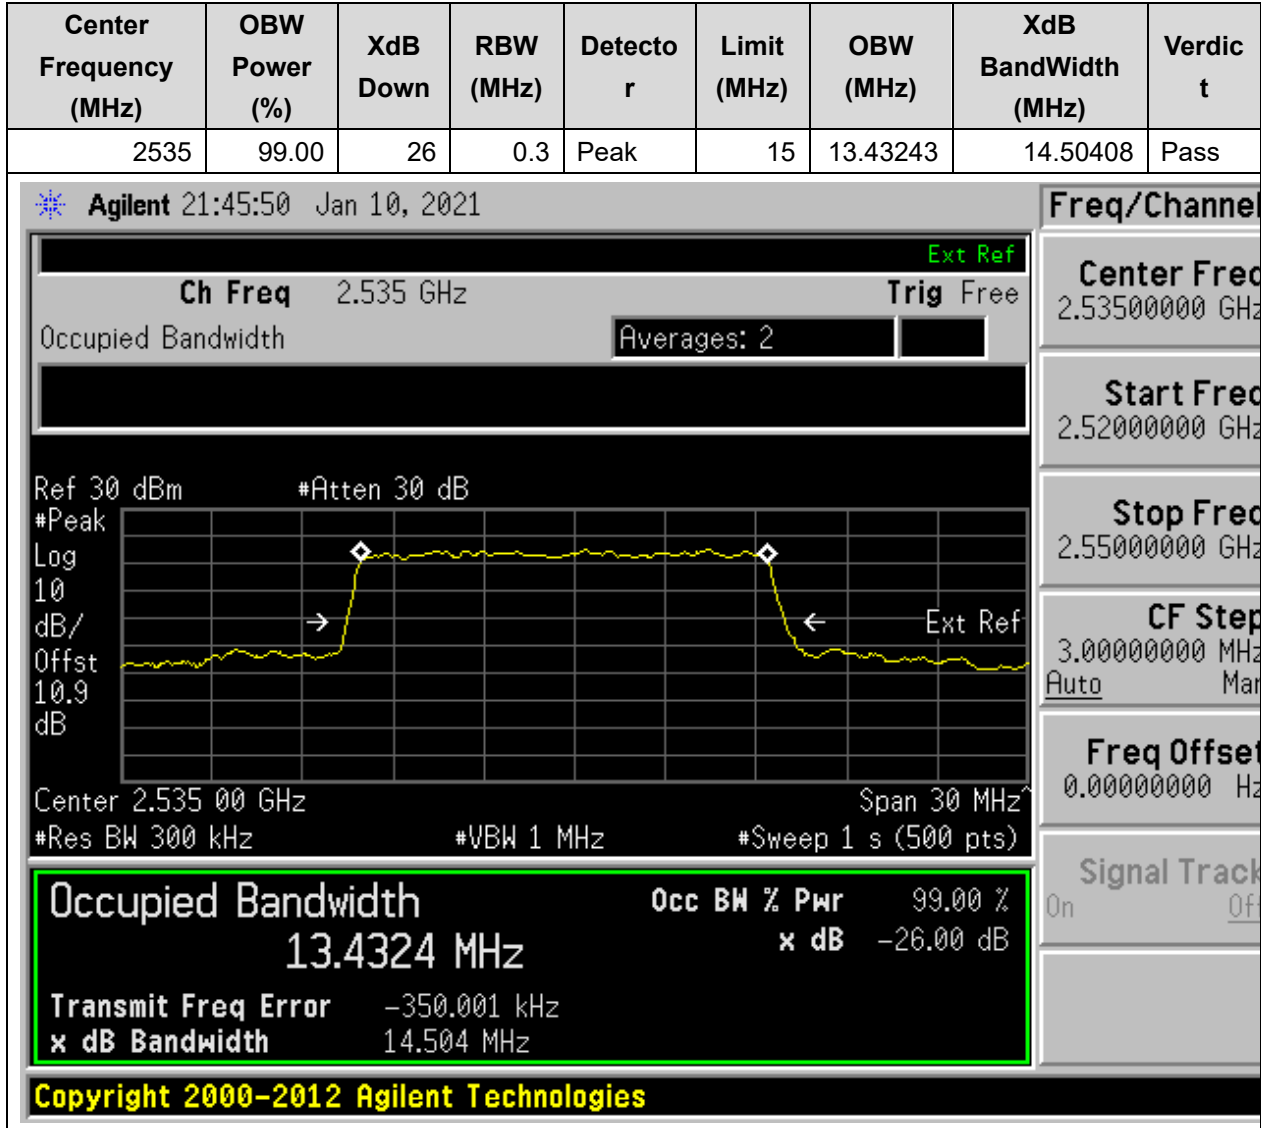 Center Frequency (MHz) OBW Power (%) XdB Down RBW (MHz) Detecto r Limit (MHz) OBW (MHz) XdB BandWidth (MHz) Verdic t
2535 99.00 26 0.3 Peak 15 13.43243 14.50408 Pass
Agilent 21:45:50 Jan 10, 2021
Ext Ref
Ch Freq 2.535 GHz Trig Free
Occupied Bandwidth Averages: 2
Ref 30 dBm #Atten 30 dB
#Peak
Log
10
dB/
Offst
10.9
dB
Ext Ref
Center 2.535 00 GHz Span 30 MHz^
#Res BW 300 kHz #VBW 1 MHz #Sweep 1 s (500 pts)
Occupied Bandwidth
13.4324 MHz
Occ BW % Pwr 99.00 %
x dB -26.00 dB
Transmit Freq Error -350.001 kHz
x dB Bandwidth 14.504 MHz
Copyright 2000-2012 Agilent Technologies
Freq/Channel
Center Freq
2.53500000 GHz
Start Freq
2.52000000 GHz
Stop Freq
2.55000000 GHz
CF Step
3.00000000 MHz
Auto Man
Freq Offset
0.00000000 Hz
Signal Track
On Off